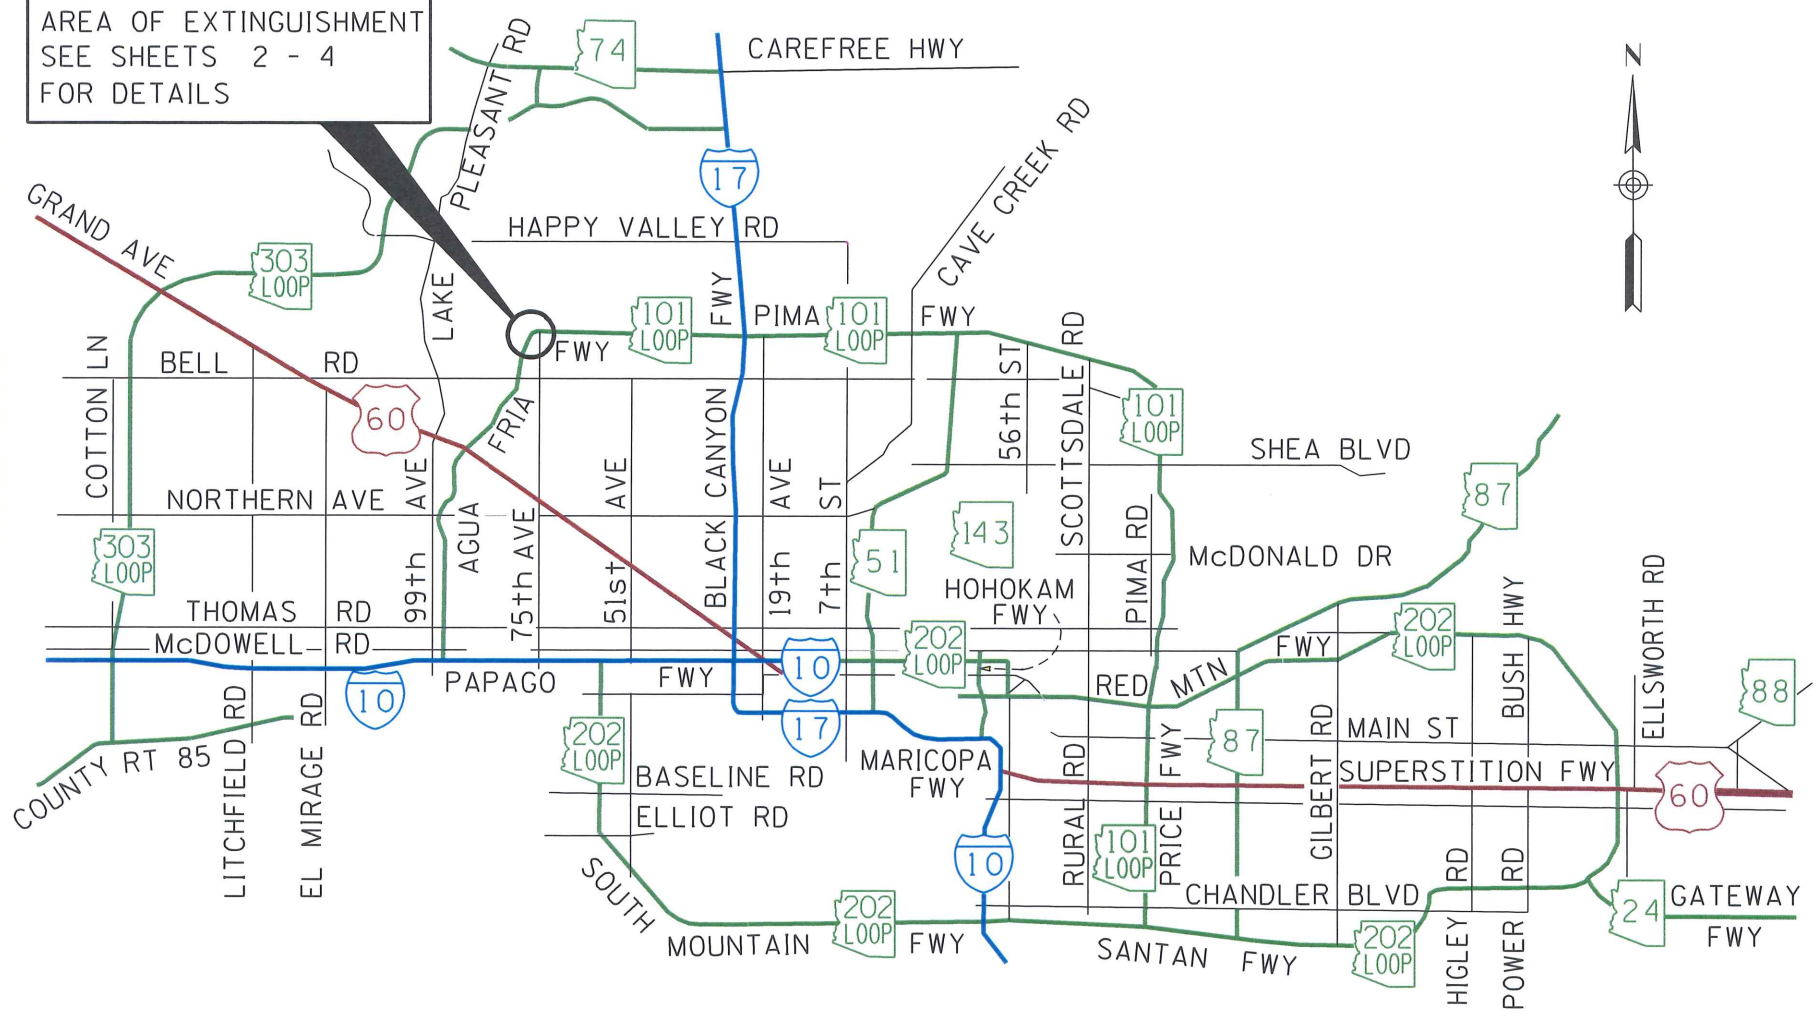 AREA OF EXTINGUISHMENT
SEE SHEETS 2 - 4
FOR DETAILS
LAKE PLEASANT RD
74
CAREFREE HWY
N
17
GRAND AVE
HAPPY VALLEY RD
CAVE CREEK RD
303
LOOP
101
LOOP
PIMA FWY
101
LOOP
BELL RD
60
COTTON LN
AGUA FRIA FWY
BLACK CANYON FWY
56th ST
SCOTTSDALE RD
101
LOOP
SHEA BLVD
87
NORTHERN AVE
99th AVE
75th AVE
51st AVE
19th AVE
7th ST
143
51
303
LOOP
PIMA RD
McDONALD DR
HOHOKAM
FWY
THOMAS RD
McDOWELL RD
202
LOOP
202
LOOP
BUSH HWY
ELLSWORTH RD
10
PAPAGO FWY
10
RED MTN FWY
88
17
202
LOOP
87
MAIN ST
COUNTY RT 85
LITCHFIELD RD
EL MIRAGE RD
BASELINE RD
ELLIOT RD
MARICOPA
FWY
SUPERSTITION FWY
60
RURAL RD
PRICE FWY
GILBERT RD
10
101
LOOP
CHANDLER BLVD
HIGLEY RD
POWER RD
24
GATEWAY
FWY
SOUTH MOUNTAIN FWY
202
LOOP
SANTAN FWY
202
LOOP